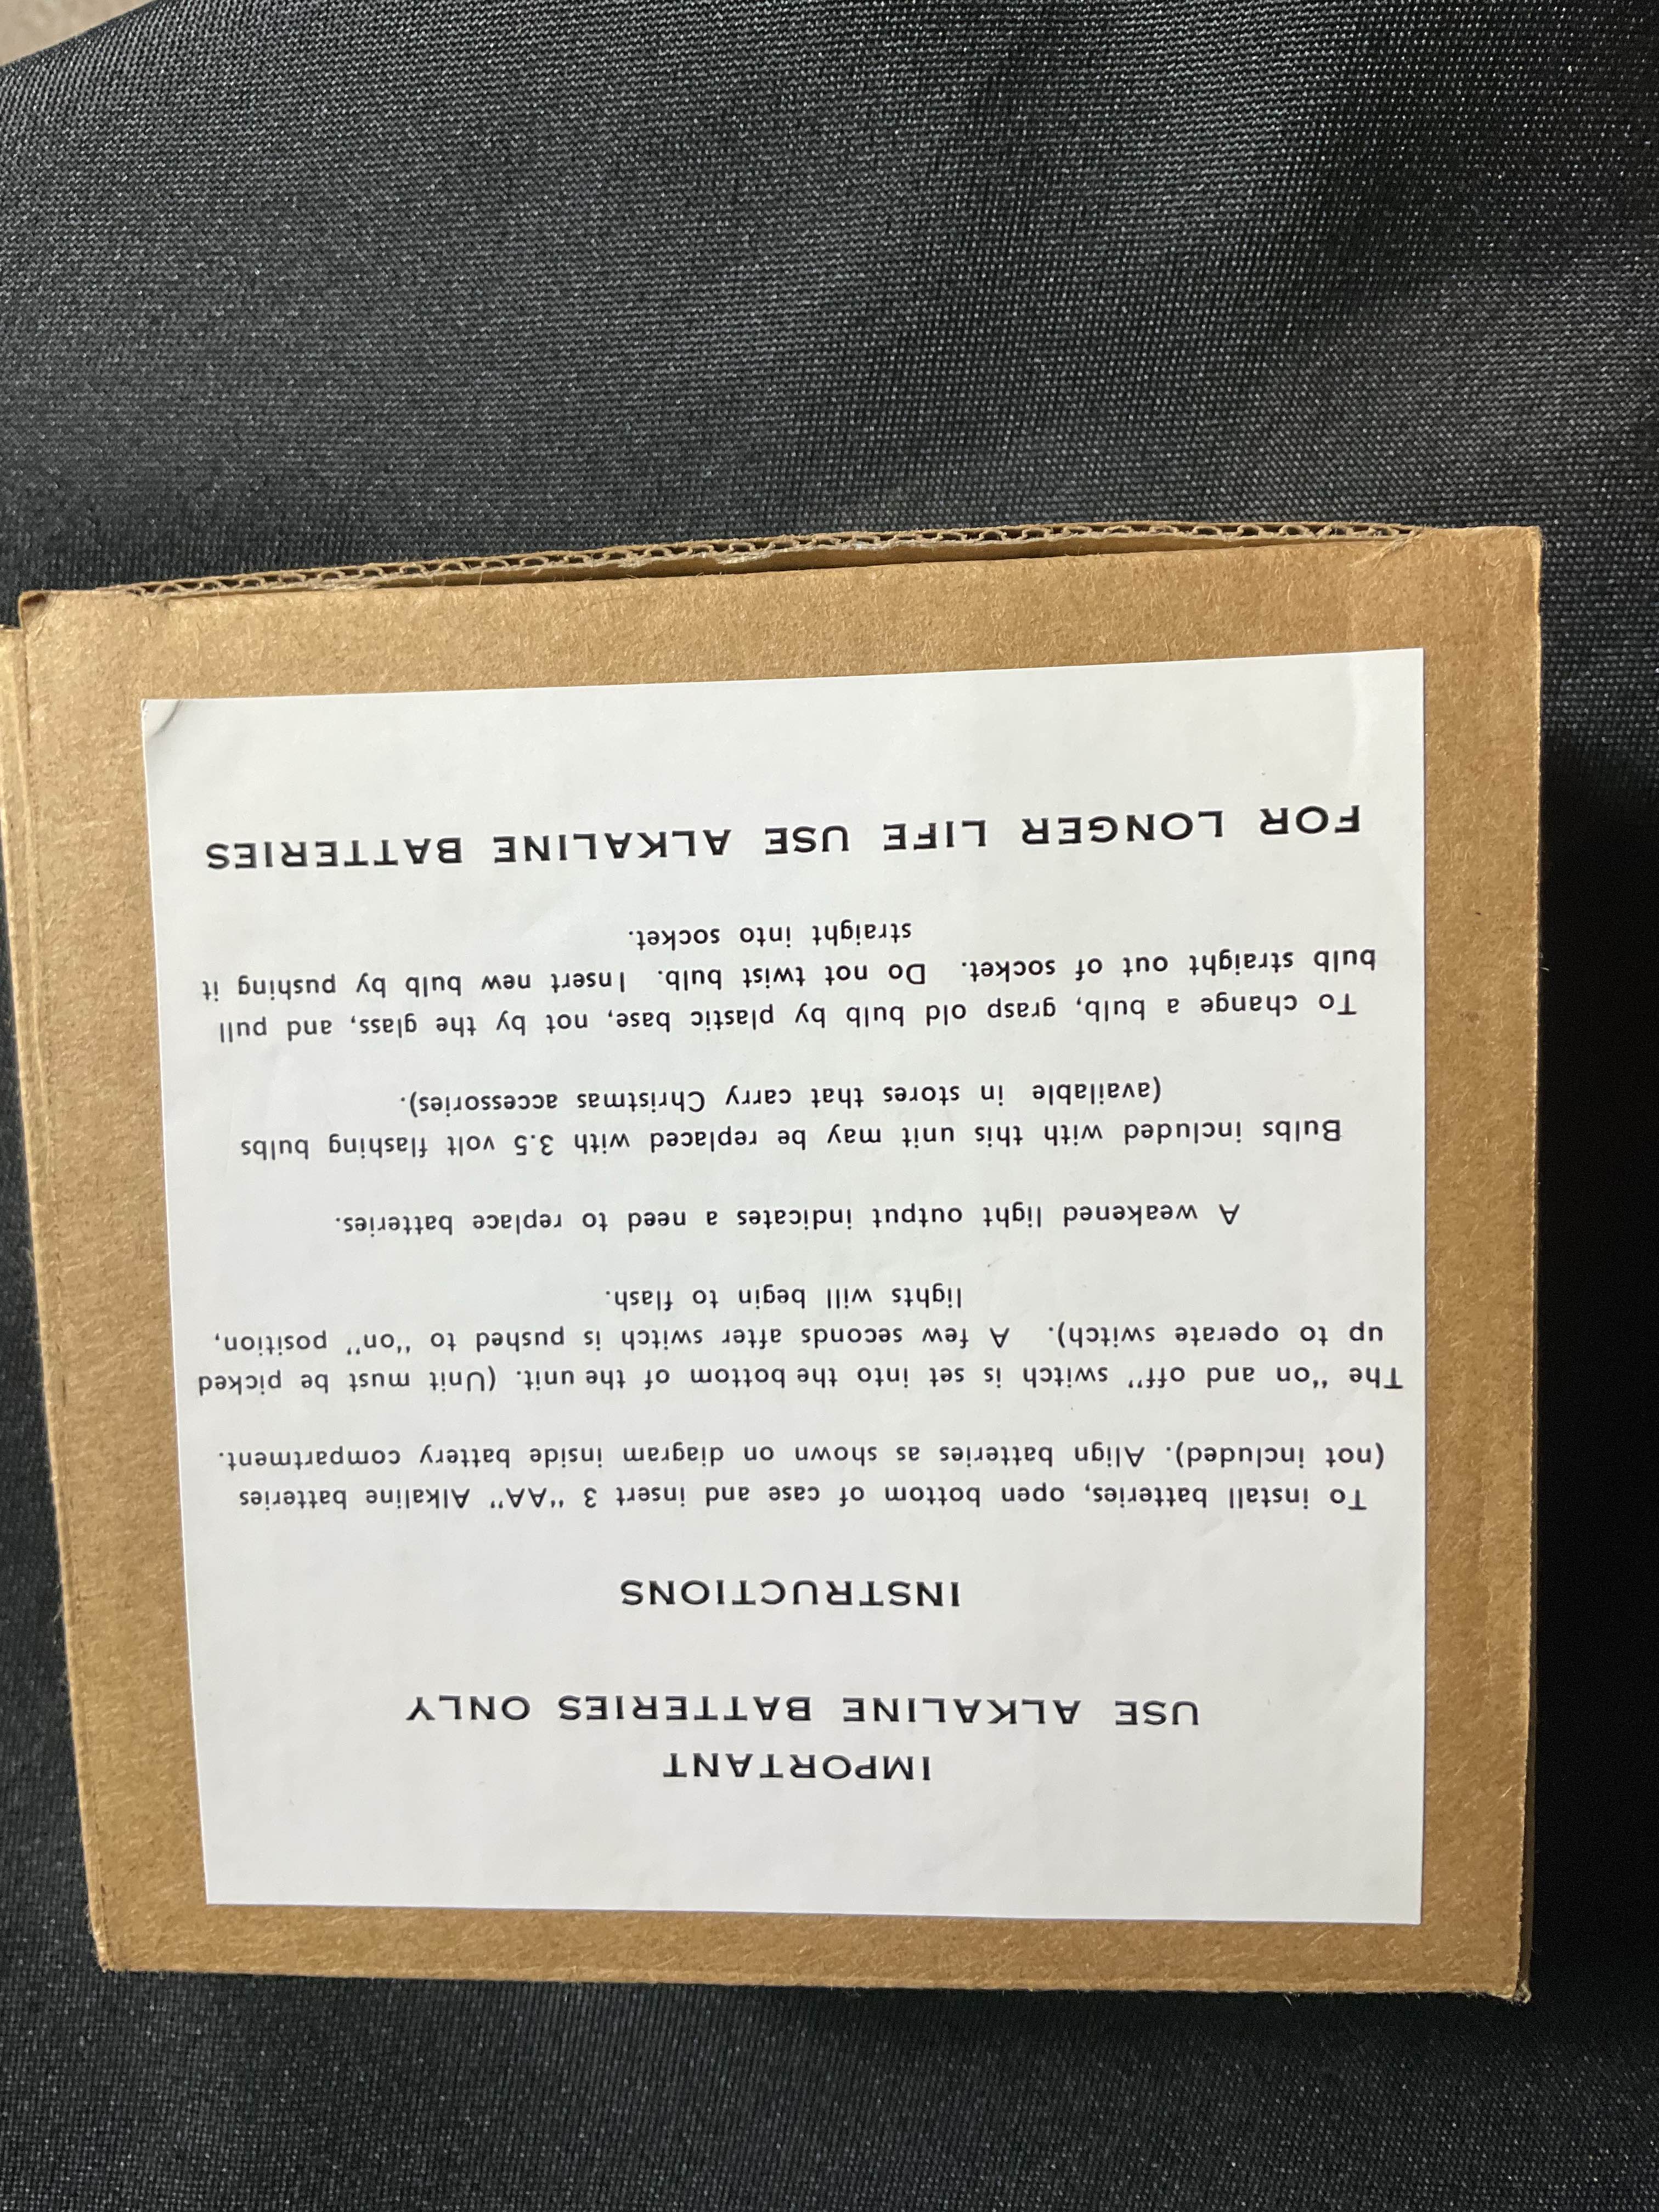 IMPORTANT
USE ALKALINE BATTERIES ONLY
INSTRUCTIONS
To install batteries, open bottom of case and insert 3 "AA" Alkaline batteries
(not included). Align batteries as shown on diagram inside battery compartment.
The "on" and off" switch is set into the bottom of the unit. (Unit must be picked
up to operate switch). A few seconds after switch is pushed to "on" position,
lights will begin to flash.
A weakened light output indicates a need to replace batteries.
Bulbs included with this unit may be replaced with 3.5 volt flashing bulbs
(available in stores that carry Christmas accessories).
To change a bulb, grasp old bulb by plastic base, not by the glass, and pull
bulb straight out of socket. Do not twist bulb. Insert new bulb by pushing it
straight into socket.
FOR LONGER LIFE USE ALKALINE BATTERIES